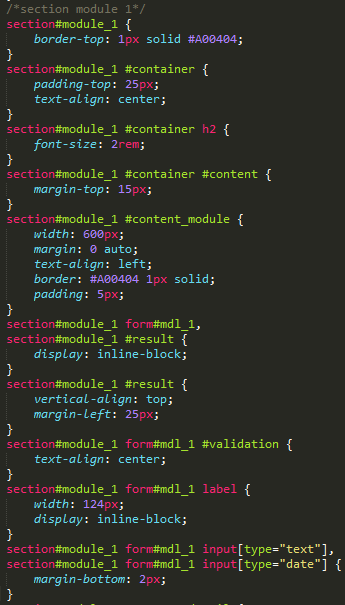 /*section module 1*/
section#module_1 {
    border-top: 1px solid #A00404;
}
section#module_1 #container {
    padding-top: 25px;
    text-align: center;
}
section#module_1 #container h2 {
    font-size: 2rem;
}
section#module_1 #container #content {
    margin-top: 15px;
}
section#module_1 #content_module {
    width: 600px;
    margin: 0 auto;
    text-align: left;
    border: #A00404 1px solid;
    padding: 5px;
}
section#module_1 form#mdl_1,
section#module_1 #result {
    display: inline-block;
}
section#module_1 #result {
    vertical-align: top;
    margin-left: 25px;
}
section#module_1 form#mdl_1 #validation {
    text-align: center;
}
section#module_1 form#mdl_1 label {
    width: 124px;
    display: inline-block;
}
section#module_1 form#mdl_1 input[type="text"],
section#module_1 form#mdl_1 input[type="date"] {
    margin-bottom: 2px;
}